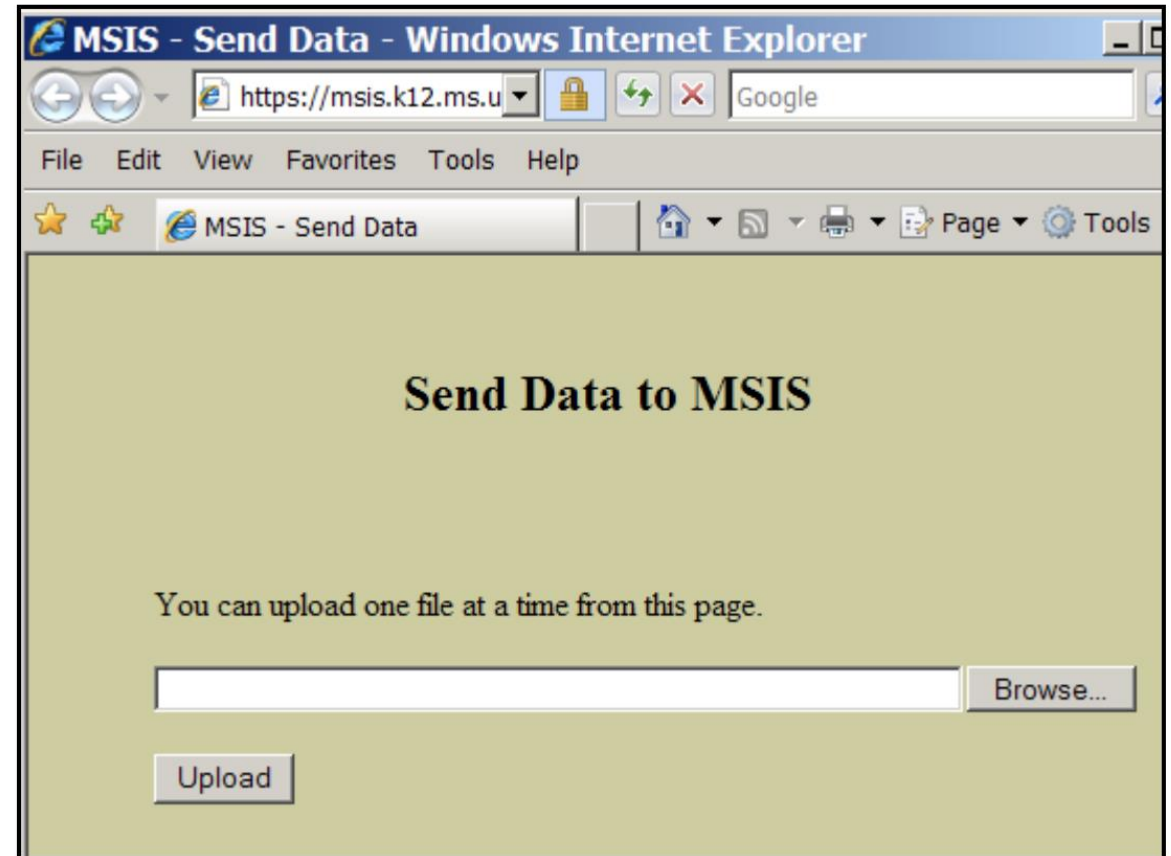 MSIS - Send Data - Windows Internet Explorer
https://msis.k12.ms.u
Google
File Edit View Favorites Tools Help
MSIS - Send Data
Page
Tools
Send Data to MSIS
You can upload one file at a time from this page.
Browse...
Upload